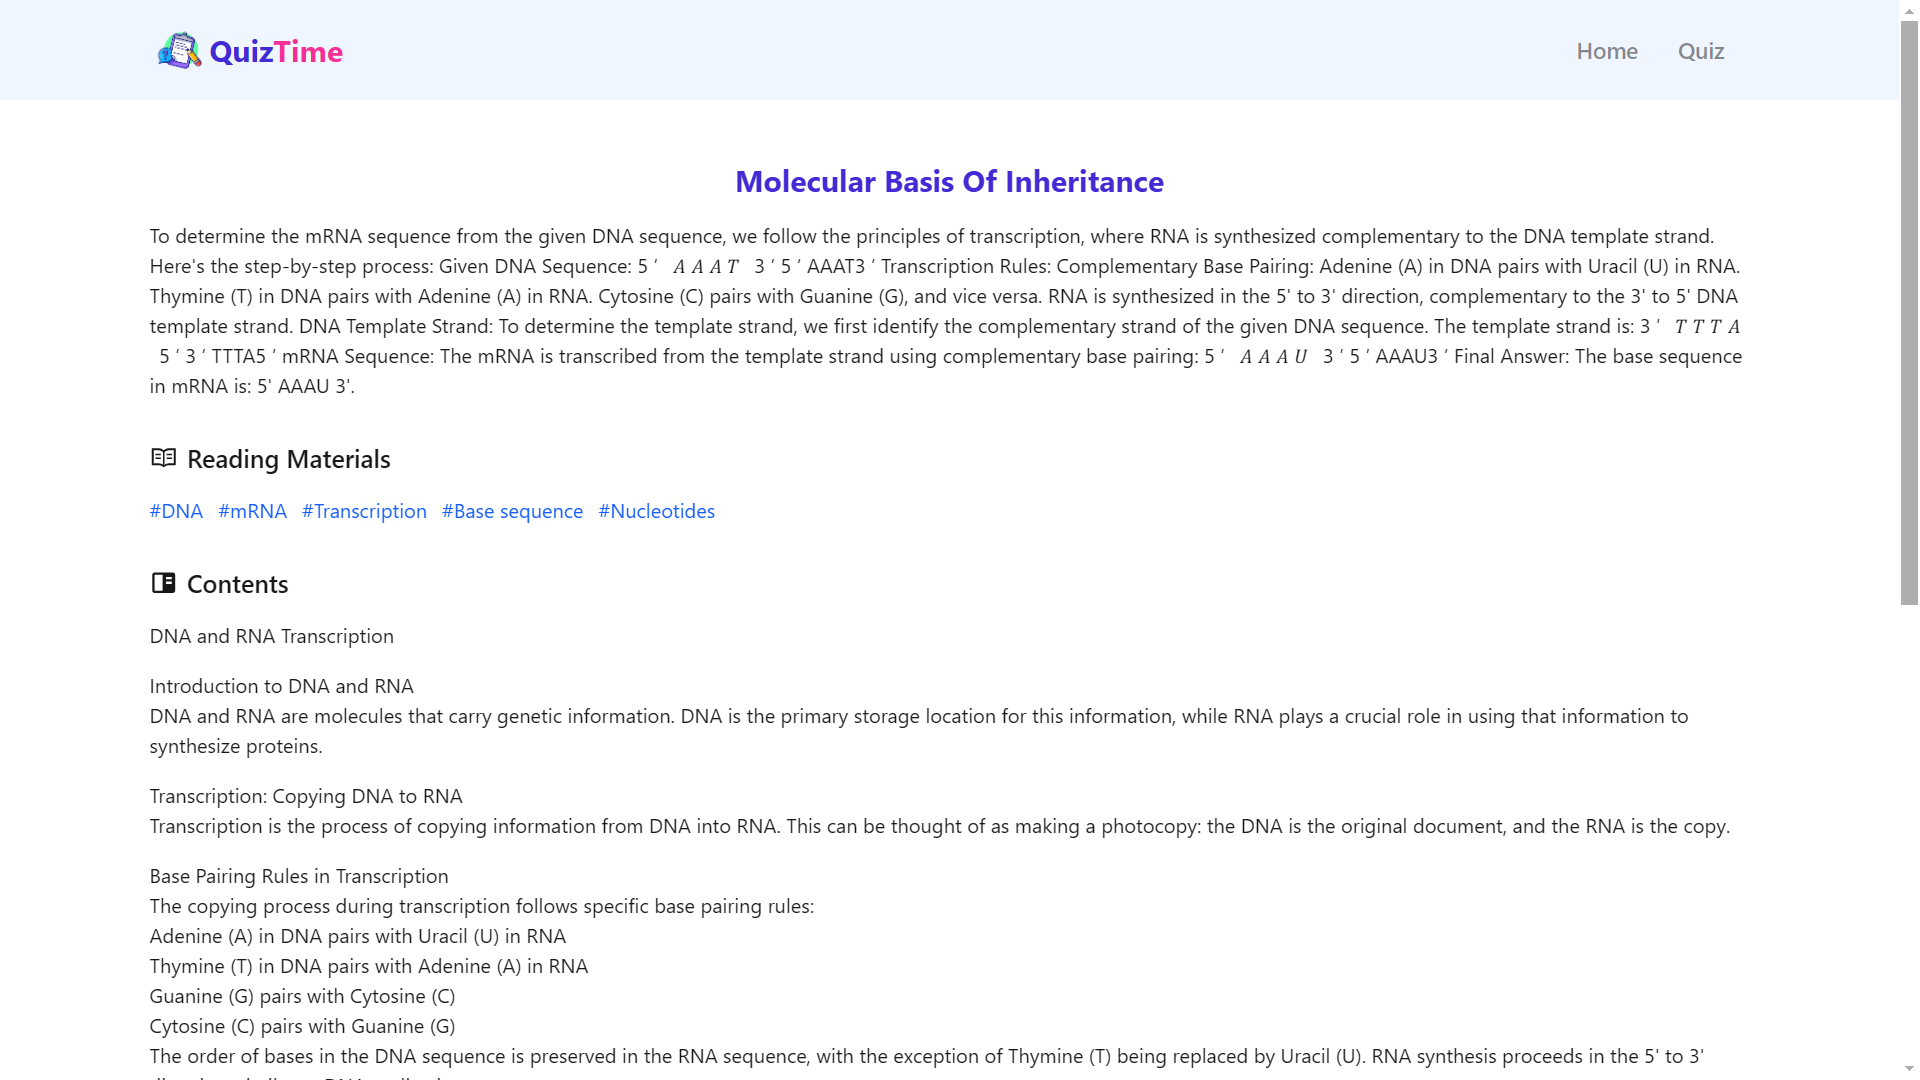 QuizTime
Home Quiz
Molecular Basis Of Inheritance
To determine the mRNA sequence from the given DNA sequence, we follow the principles of transcription, where RNA is synthesized complementary to the DNA template strand.
Here's the step-by-step process: Given DNA Sequence: 5 ′ 𝐴 𝐴 𝐴 𝑇 3 ′ 5 ′ AAAT3 ′ Transcription Rules: Complementary Base Pairing: Adenine (A) in DNA pairs with Uracil (U) in RNA.
Thymine (T) in DNA pairs with Adenine (A) in RNA. Cytosine (C) pairs with Guanine (G), and vice versa. RNA is synthesized in the 5' to 3' direction, complementary to the 3' to 5' DNA
template strand. DNA Template Strand: To determine the template strand, we first identify the complementary strand of the given DNA sequence. The template strand is: 3 ′ 𝑇 𝑇 𝑇 𝐴
5 ′ 3 ′ TTTA5 ′ mRNA Sequence: The mRNA is transcribed from the template strand using complementary base pairing: 5 ′ 𝐴 𝐴 𝐴 𝑈 3 ′ 5 ′ AAAU3 ′ Final Answer: The base sequence
in mRNA is: 5' AAAU 3'.
Reading Materials
#DNA #mRNA #Transcription #Base sequence #Nucleotides
Contents
DNA and RNA Transcription
Introduction to DNA and RNA
DNA and RNA are molecules that carry genetic information. DNA is the primary storage location for this information, while RNA plays a crucial role in using that information to
synthesize proteins.
Transcription: Copying DNA to RNA
Transcription is the process of copying information from DNA into RNA. This can be thought of as making a photocopy: the DNA is the original document, and the RNA is the copy.
Base Pairing Rules in Transcription
The copying process during transcription follows specific base pairing rules:
Adenine (A) in DNA pairs with Uracil (U) in RNA
Thymine (T) in DNA pairs with Adenine (A) in RNA
Guanine (G) pairs with Cytosine (C)
Cytosine (C) pairs with Guanine (G)
The order of bases in the DNA sequence is preserved in the RNA sequence, with the exception of Thymine (T) being replaced by Uracil (U). RNA synthesis proceeds in the 5' to 3'